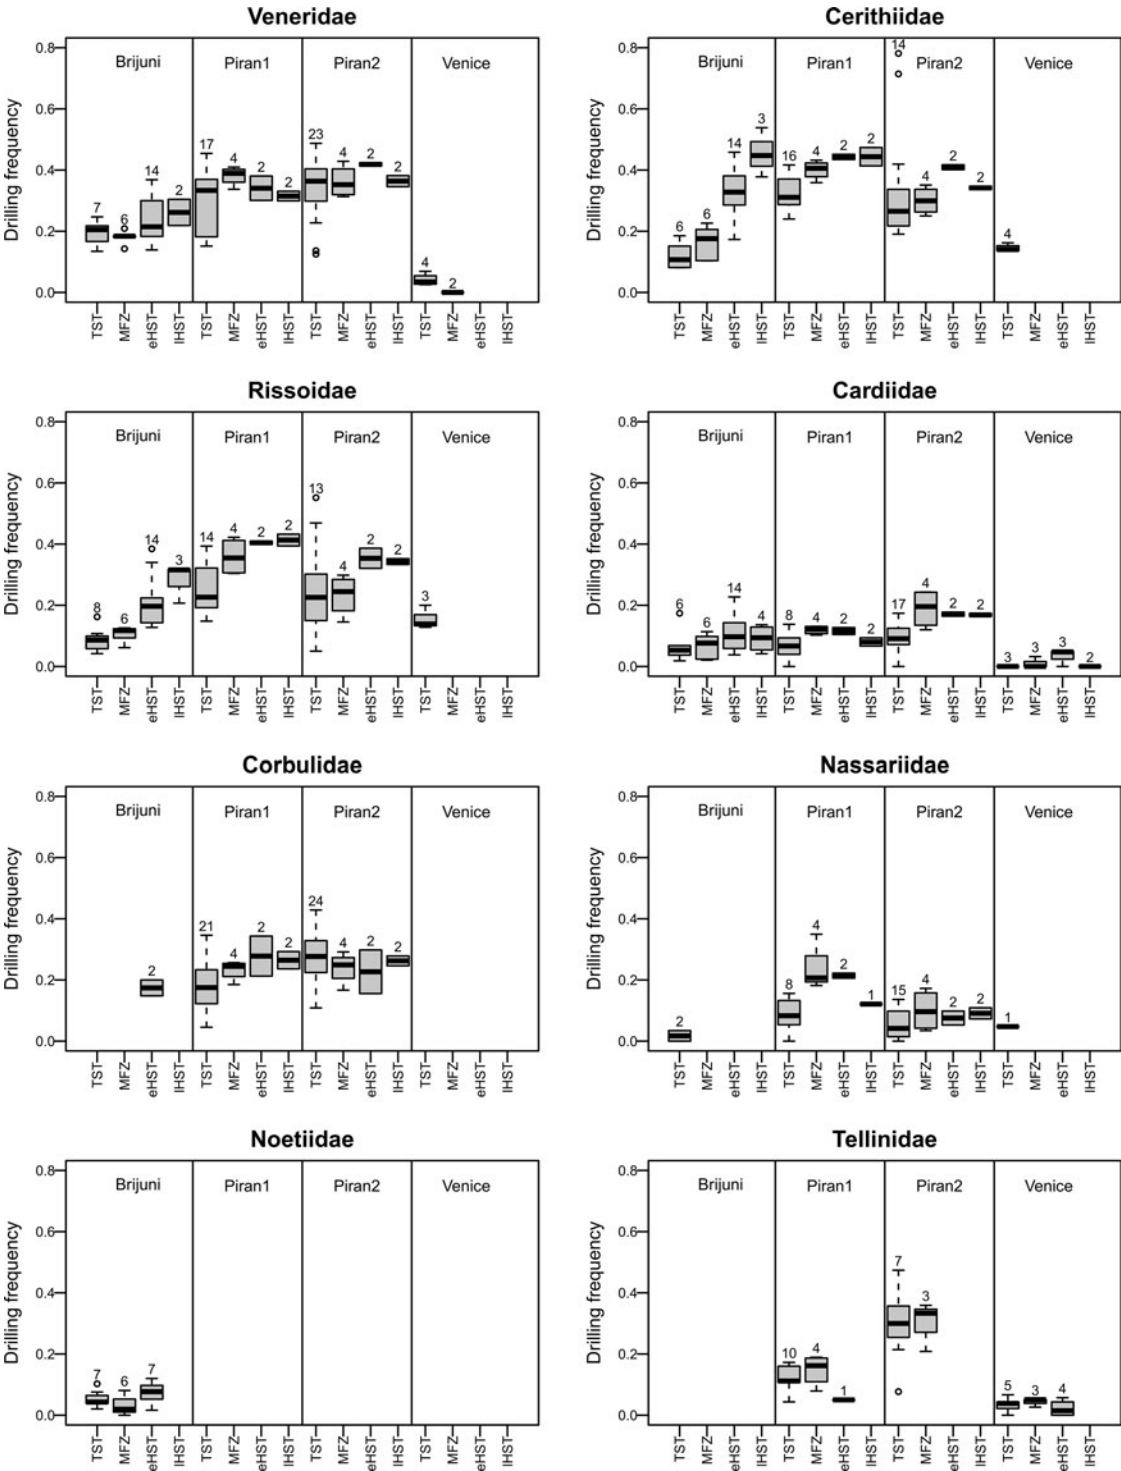 Veneridae
Drilling frequency
0.8
0.6
0.4
0.2
0.0
Brijuni
Piran1
Piran2
Venice
7
6
14
2
17
4
2
2
23
4
2
2
4
2
TST
MFZ
eHST
lHST
TST
MFZ
eHST
lHST
TST
MFZ
eHST
lHST
TST
MFZ
eHST
lHST
Cerithiidae
Drilling frequency
0.8
0.6
0.4
0.2
0.0
Brijuni
Piran1
Piran2
Venice
6
6
14
3
16
4
2
2
14
4
2
2
4
TST
MFZ
eHST
lHST
TST
MFZ
eHST
lHST
TST
MFZ
eHST
lHST
TST
MFZ
eHST
lHST
Rissoidae
Drilling frequency
0.8
0.6
0.4
0.2
0.0
Brijuni
Piran1
Piran2
Venice
8
6
14
3
14
4
2
2
13
4
2
2
3
TST
MFZ
eHST
lHST
TST
MFZ
eHST
lHST
TST
MFZ
eHST
lHST
TST
MFZ
eHST
lHST
Cardiidae
Drilling frequency
0.8
0.6
0.4
0.2
0.0
Brijuni
Piran1
Piran2
Venice
6
6
14
4
8
4
2
2
17
4
2
2
3
3
3
2
TST
MFZ
eHST
lHST
TST
MFZ
eHST
lHST
TST
MFZ
eHST
lHST
TST
MFZ
eHST
lHST
Corbulidae
Drilling frequency
0.8
0.6
0.4
0.2
0.0
Brijuni
Piran1
Piran2
Venice
2
21
4
2
2
24
4
2
2
TST
MFZ
eHST
lHST
TST
MFZ
eHST
lHST
TST
MFZ
eHST
lHST
TST
MFZ
eHST
lHST
Nassariidae
Drilling frequency
0.8
0.6
0.4
0.2
0.0
Brijuni
Piran1
Piran2
Venice
2
8
4
2
1
15
4
2
2
1
TST
MFZ
eHST
lHST
TST
MFZ
eHST
lHST
TST
MFZ
eHST
lHST
TST
MFZ
eHST
lHST
Noetiidae
Drilling frequency
0.8
0.6
0.4
0.2
0.0
Brijuni
Piran1
Piran2
Venice
7
6
7
TST
MFZ
eHST
lHST
TST
MFZ
eHST
lHST
TST
MFZ
eHST
lHST
TST
MFZ
eHST
lHST
Tellinidae
Drilling frequency
0.8
0.6
0.4
0.2
0.0
Brijuni
Piran1
Piran2
Venice
10
4
1
7
3
5
3
4
TST
MFZ
eHST
lHST
TST
MFZ
eHST
lHST
TST
MFZ
eHST
lHST
TST
MFZ
eHST
lHST